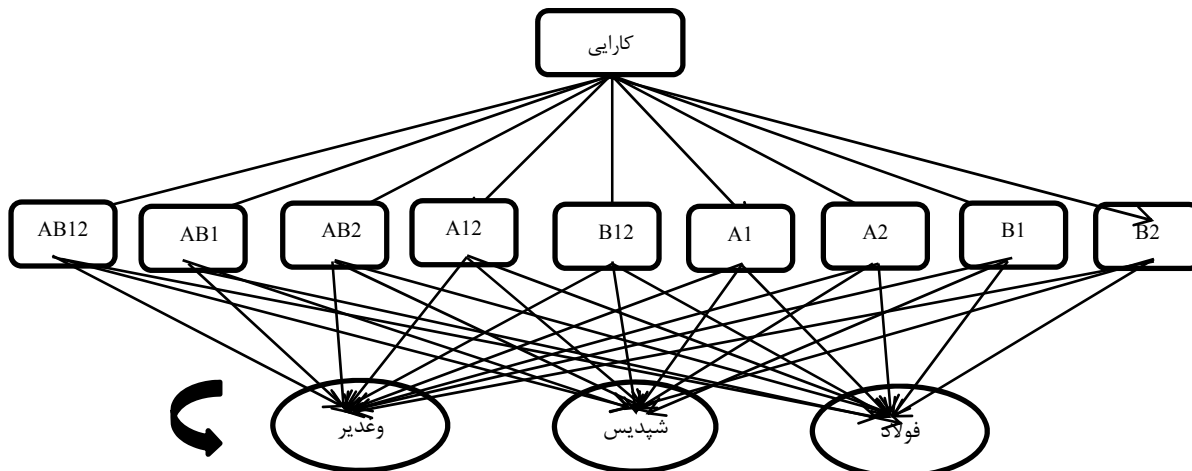 کارایی
AB12
AB1
AB2
A12
B12
A1
A2
B1
B2
وغدیر
شپدیس
فولاد